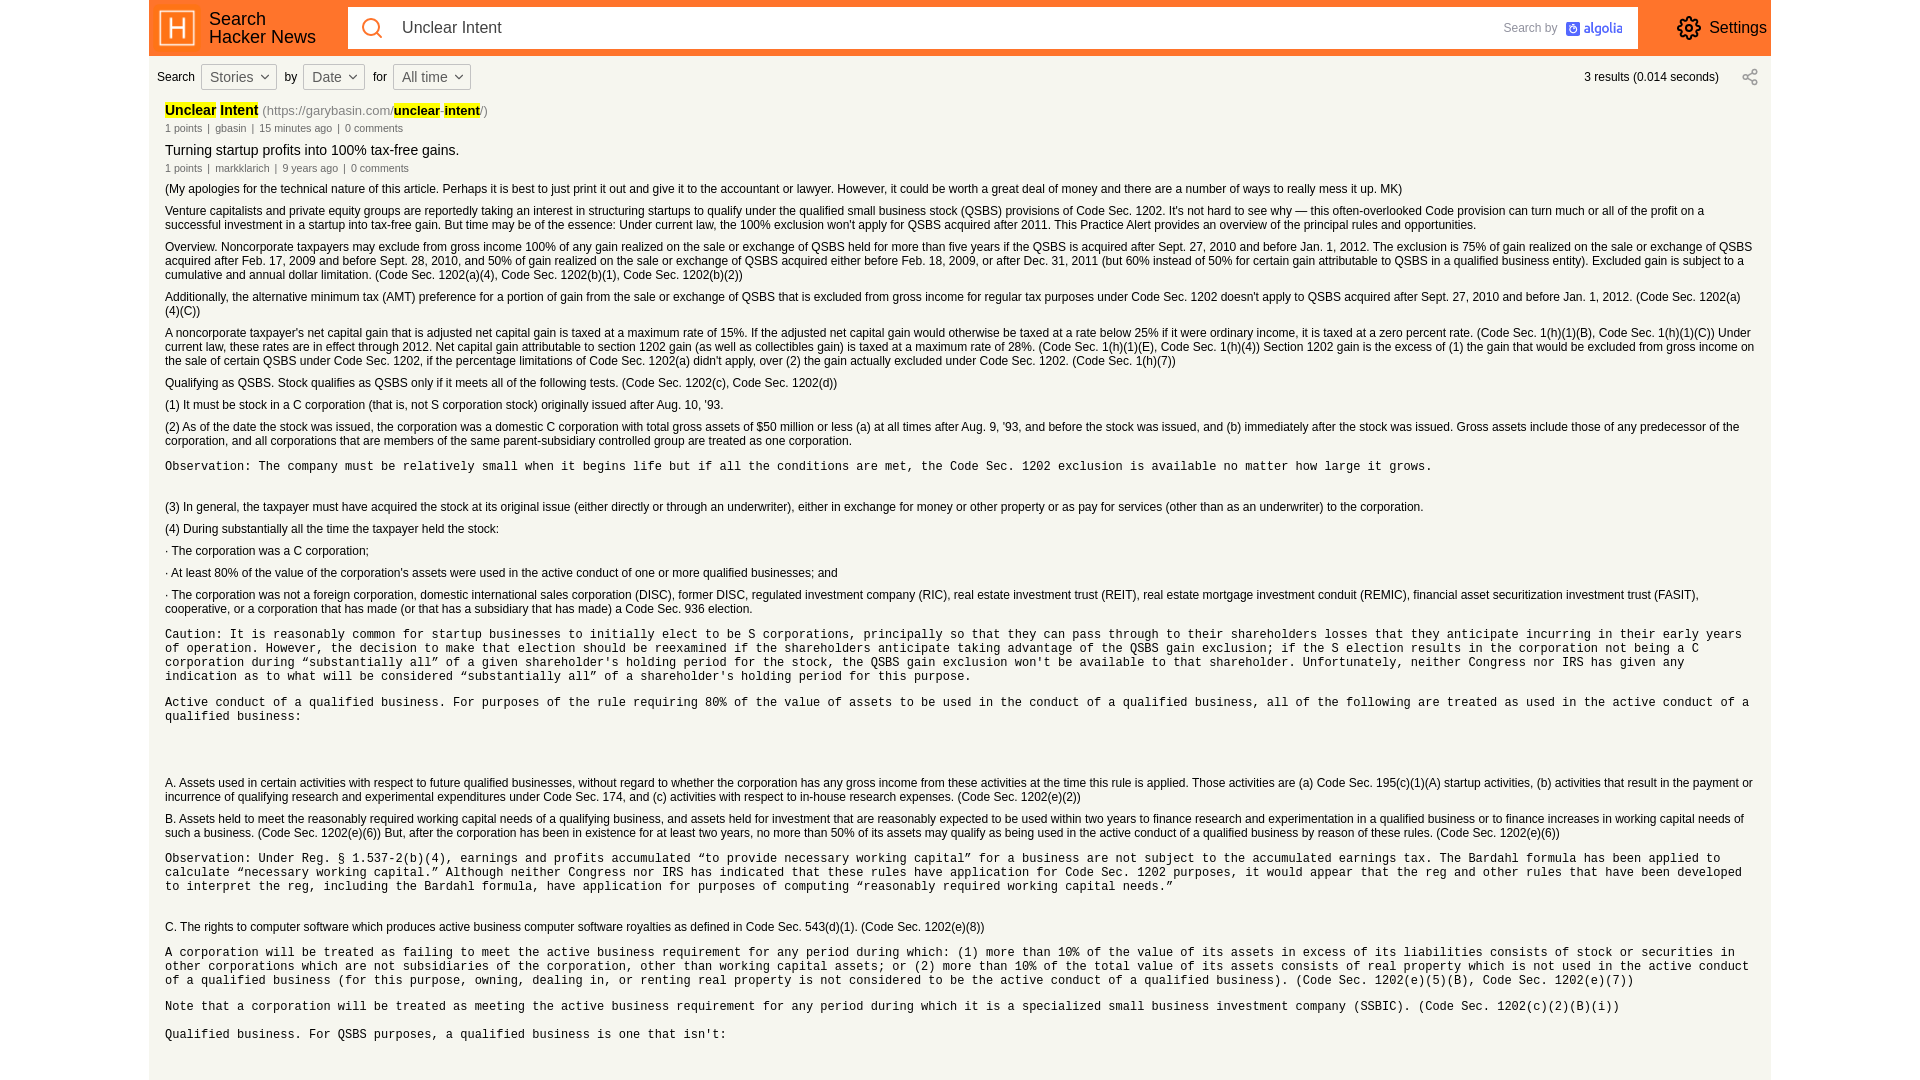 Search
Hacker News
Unclear Intent
Search by algolia
Settings
Search Stories by Date for All time
3 results (0.014 seconds)
Unclear Intent (https://garybasin.com/unclear-intent/)
1 points | gbasin | 15 minutes ago | 0 comments
Turning startup profits into 100% tax-free gains.
1 points | markklarich | 9 years ago | 0 comments
(My apologies for the technical nature of this article. Perhaps it is best to just print it out and give it to the accountant or lawyer. However, it could be worth a great deal of money and there are a number of ways to really mess it up. MK)
Venture capitalists and private equity groups are reportedly taking an interest in structuring startups to qualify under the qualified small business stock (QSBS) provisions of Code Sec. 1202. It's not hard to see why — this often-overlooked Code provision can turn much or all of the profit on a
successful investment in a startup into tax-free gain. But time may be of the essence: Under current law, the 100% exclusion won't apply for QSBS acquired after 2011. This Practice Alert provides an overview of the principal rules and opportunities.
Overview. Noncorporate taxpayers may exclude from gross income 100% of any gain realized on the sale or exchange of QSBS held for more than five years if the QSBS is acquired after Sept. 27, 2010 and before Jan. 1, 2012. The exclusion is 75% of gain realized on the sale or exchange of QSBS
acquired after Feb. 17, 2009 and before Sept. 28, 2010, and 50% of gain realized on the sale or exchange of QSBS acquired either before Feb. 18, 2009, or after Dec. 31, 2011 (but 60% instead of 50% for certain gain attributable to QSBS in a qualified business entity). Excluded gain is subject to a
cumulative and annual dollar limitation. (Code Sec. 1202(a)(4), Code Sec. 1202(b)(1), Code Sec. 1202(b)(2))
Additionally, the alternative minimum tax (AMT) preference for a portion of gain from the sale or exchange of QSBS that is excluded from gross income for regular tax purposes under Code Sec. 1202 doesn't apply to QSBS acquired after Sept. 27, 2010 and before Jan. 1, 2012. (Code Sec. 1202(a)
(4)(C))
A noncorporate taxpayer's net capital gain that is adjusted net capital gain is taxed at a maximum rate of 15%. If the adjusted net capital gain would otherwise be taxed at a rate below 25% if it were ordinary income, it is taxed at a zero percent rate. (Code Sec. 1(h)(1)(B), Code Sec. 1(h)(1)(C)) Under
current law, these rates are in effect through 2012. Net capital gain attributable to section 1202 gain (as well as collectibles gain) is taxed at a maximum rate of 28%. (Code Sec. 1(h)(1)(E), Code Sec. 1(h)(4)) Section 1202 gain is the excess of (1) the gain that would be excluded from gross income on
the sale of certain QSBS under Code Sec. 1202, if the percentage limitations of Code Sec. 1202(a) didn't apply, over (2) the gain actually excluded under Code Sec. 1202. (Code Sec. 1(h)(7))
Qualifying as QSBS. Stock qualifies as QSBS only if it meets all of the following tests. (Code Sec. 1202(c), Code Sec. 1202(d))
(1) It must be stock in a C corporation (that is, not S corporation stock) originally issued after Aug. 10, '93.
(2) As of the date the stock was issued, the corporation was a domestic C corporation with total gross assets of $50 million or less (a) at all times after Aug. 9, '93, and before the stock was issued, and (b) immediately after the stock was issued. Gross assets include those of any predecessor of the
corporation, and all corporations that are members of the same parent-subsidiary controlled group are treated as one corporation.
Observation: The company must be relatively small when it begins life but if all the conditions are met, the Code Sec. 1202 exclusion is available no matter how large it grows.
(3) In general, the taxpayer must have acquired the stock at its original issue (either directly or through an underwriter), either in exchange for money or other property or as pay for services (other than as an underwriter) to the corporation.
(4) During substantially all the time the taxpayer held the stock:
· The corporation was a C corporation;
· At least 80% of the value of the corporation's assets were used in the active conduct of one or more qualified businesses; and
· The corporation was not a foreign corporation, domestic international sales corporation (DISC), former DISC, regulated investment company (RIC), real estate investment trust (REIT), real estate mortgage investment conduit (REMIC), financial asset securitization investment trust (FASIT),
cooperative, or a corporation that has made (or that has a subsidiary that has made) a Code Sec. 936 election.
Caution: It is reasonably common for startup businesses to initially elect to be S corporations, principally so that they can pass through to their shareholders losses that they anticipate incurring in their early years
of operation. However, the decision to make that election should be reexamined if the shareholders anticipate taking advantage of the QSBS gain exclusion; if the S election results in the corporation not being a C
corporation during “substantially all” of a given shareholder's holding period for the stock, the QSBS gain exclusion won't be available to that shareholder. Unfortunately, neither Congress nor IRS has given any
indication as to what will be considered “substantially all” of a shareholder's holding period for this purpose.
Active conduct of a qualified business. For purposes of the rule requiring 80% of the value of assets to be used in the conduct of a qualified business, all of the following are treated as used in the active conduct of a
qualified business:
A. Assets used in certain activities with respect to future qualified businesses, without regard to whether the corporation has any gross income from these activities at the time this rule is applied. Those activities are (a) Code Sec. 195(c)(1)(A) startup activities, (b) activities that result in the payment or
incurrence of qualifying research and experimental expenditures under Code Sec. 174, and (c) activities with respect to in-house research expenses. (Code Sec. 1202(e)(2))
B. Assets held to meet the reasonably required working capital needs of a qualifying business, and assets held for investment that are reasonably expected to be used within two years to finance research and experimentation in a qualified business or to finance increases in working capital needs of
such a business. (Code Sec. 1202(e)(6)) But, after the corporation has been in existence for at least two years, no more than 50% of its assets may qualify as being used in the active conduct of a qualified business by reason of these rules. (Code Sec. 1202(e)(6))
Observation: Under Reg. § 1.537-2(b)(4), earnings and profits accumulated “to provide necessary working capital” for a business are not subject to the accumulated earnings tax. The Bardahl formula has been applied to
calculate “necessary working capital.” Although neither Congress nor IRS has indicated that these rules have application for Code Sec. 1202 purposes, it would appear that the reg and other rules that have been developed
to interpret the reg, including the Bardahl formula, have application for purposes of computing “reasonably required working capital needs.”
C. The rights to computer software which produces active business computer software royalties as defined in Code Sec. 543(d)(1). (Code Sec. 1202(e)(8))
A corporation will be treated as failing to meet the active business requirement for any period during which: (1) more than 10% of the value of its assets in excess of its liabilities consists of stock or securities in
other corporations which are not subsidiaries of the corporation, other than working capital assets; or (2) more than 10% of the total value of its assets consists of real property which is not used in the active conduct
of a qualified business (for this purpose, owning, dealing in, or renting real property is not considered to be the active conduct of a qualified business). (Code Sec. 1202(e)(5)(B), Code Sec. 1202(e)(7))
Note that a corporation will be treated as meeting the active business requirement for any period during which it is a specialized small business investment company (SSBIC). (Code Sec. 1202(c)(2)(B)(i))
Qualified business. For QSBS purposes, a qualified business is one that isn't: